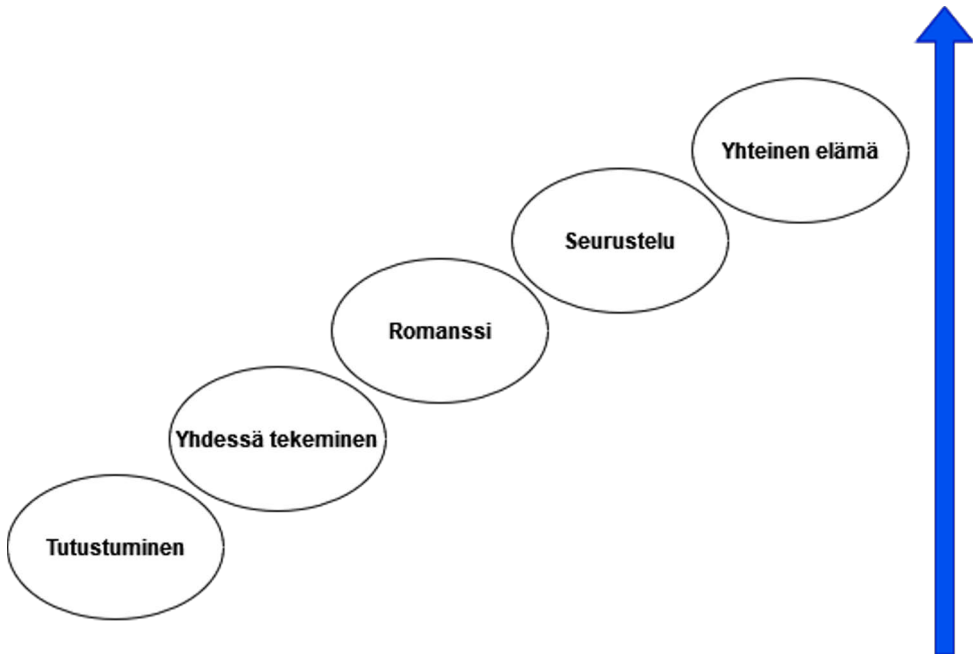 Yhteinen elämä
Seurustelu
Romanssi
Yhdessä tekeminen
Tutustuminen